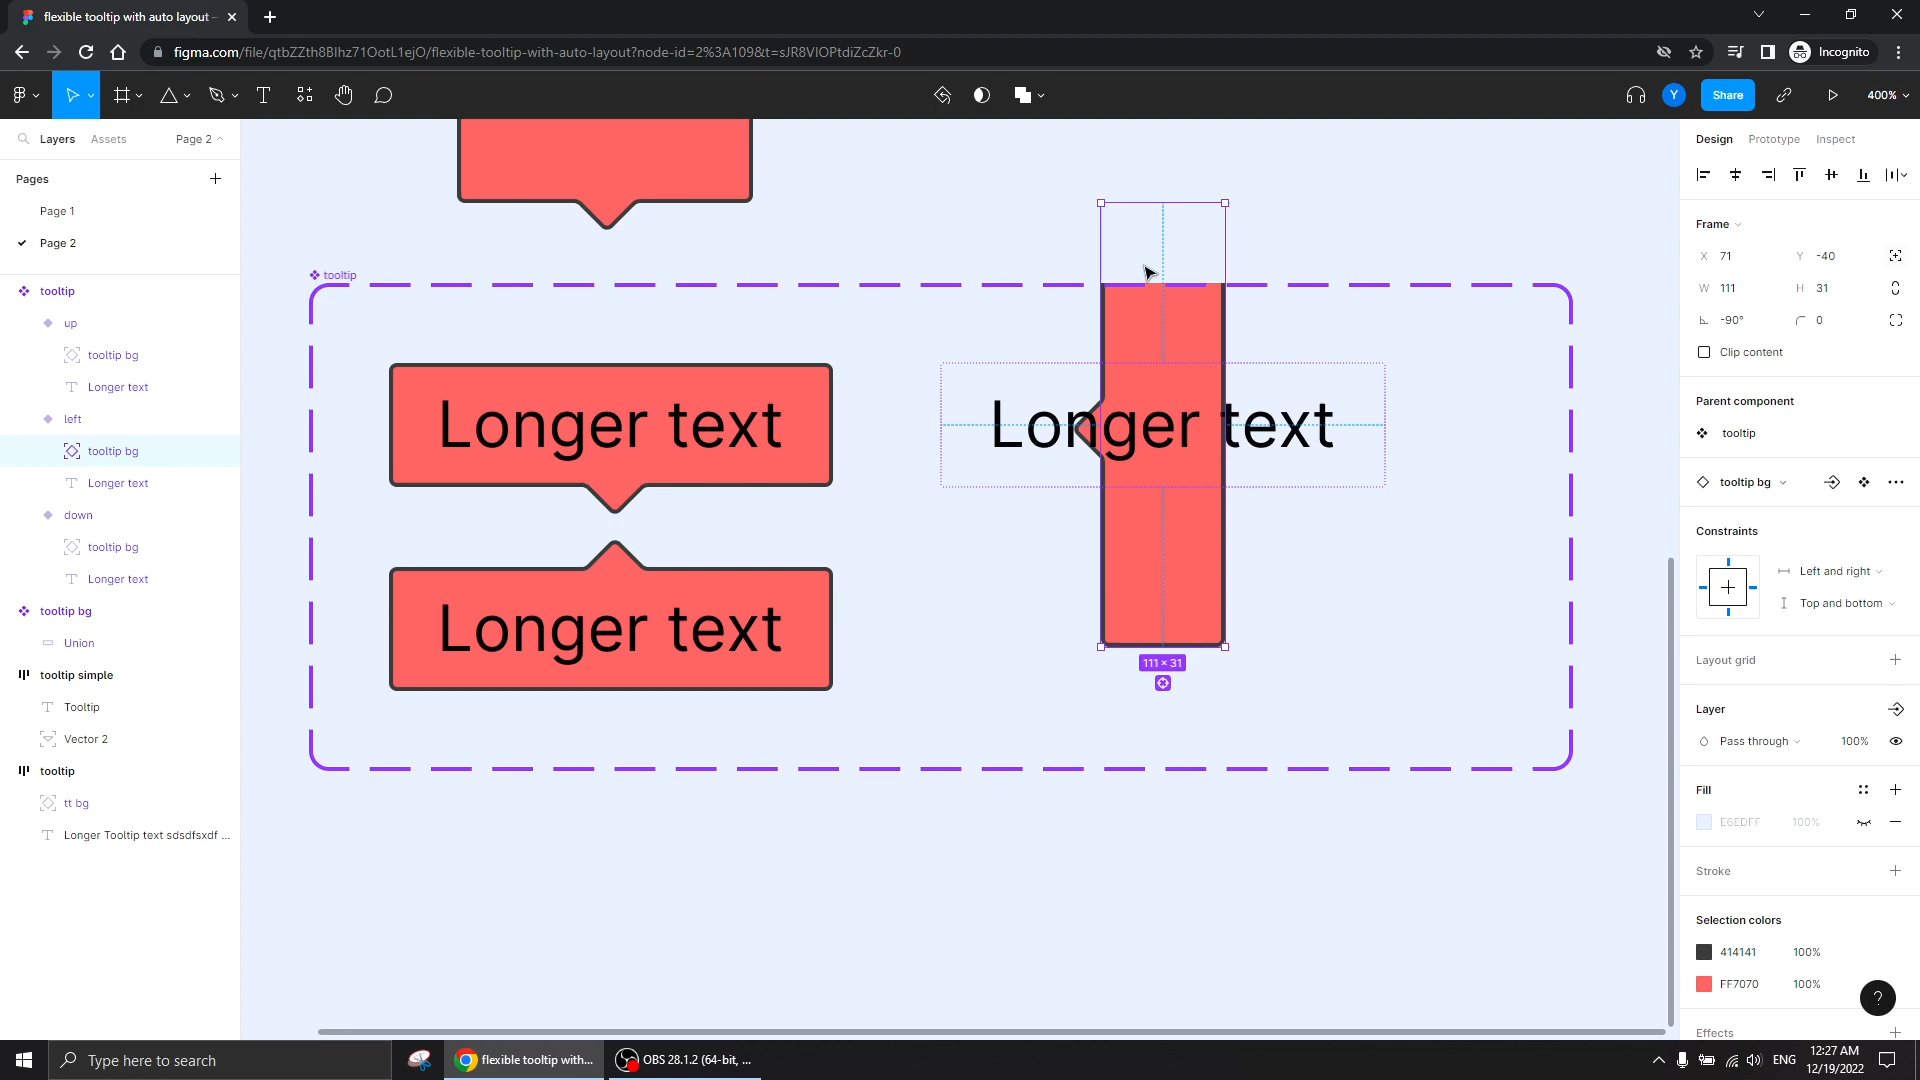 flexible tooltip with auto layout -
figma.com/file/qtbZZth8Blhz71OotL1ejO/flexible-tooltip-with-auto-layout?node-id=2%3A109&t=sJR8VlOPtdiZcZkr-0
Incognito
Y
Share
400%
Layers
Assets
Page 2
Pages
Page 1
Page 2
tooltip
up
tooltip bg
Longer text
left
tooltip bg
Longer text
down
tooltip bg
Longer text
tooltip bg
Union
tooltip simple
Tooltip
Vector 2
tooltip
tt bg
Longer Tooltip text sdsdfsxdf ...
tooltip
Longer text
Longer text
Longer text
111 × 31
Design
Prototype
Inspect
Frame
X 71
Y -40
W 111
H 31
-90°
0
Clip content
Parent component
tooltip
tooltip bg
Constraints
Left and right
Top and bottom
Layout grid
Layer
Pass through
100%
Fill
E6EDFF 100%
Stroke
Selection colors
414141 100%
FF7070 100%
Effects
?
Type here to search
flexible tooltip with...
OBS 28.1.2 (64-bit, ...
ENG
12:27 AM
12/19/2022